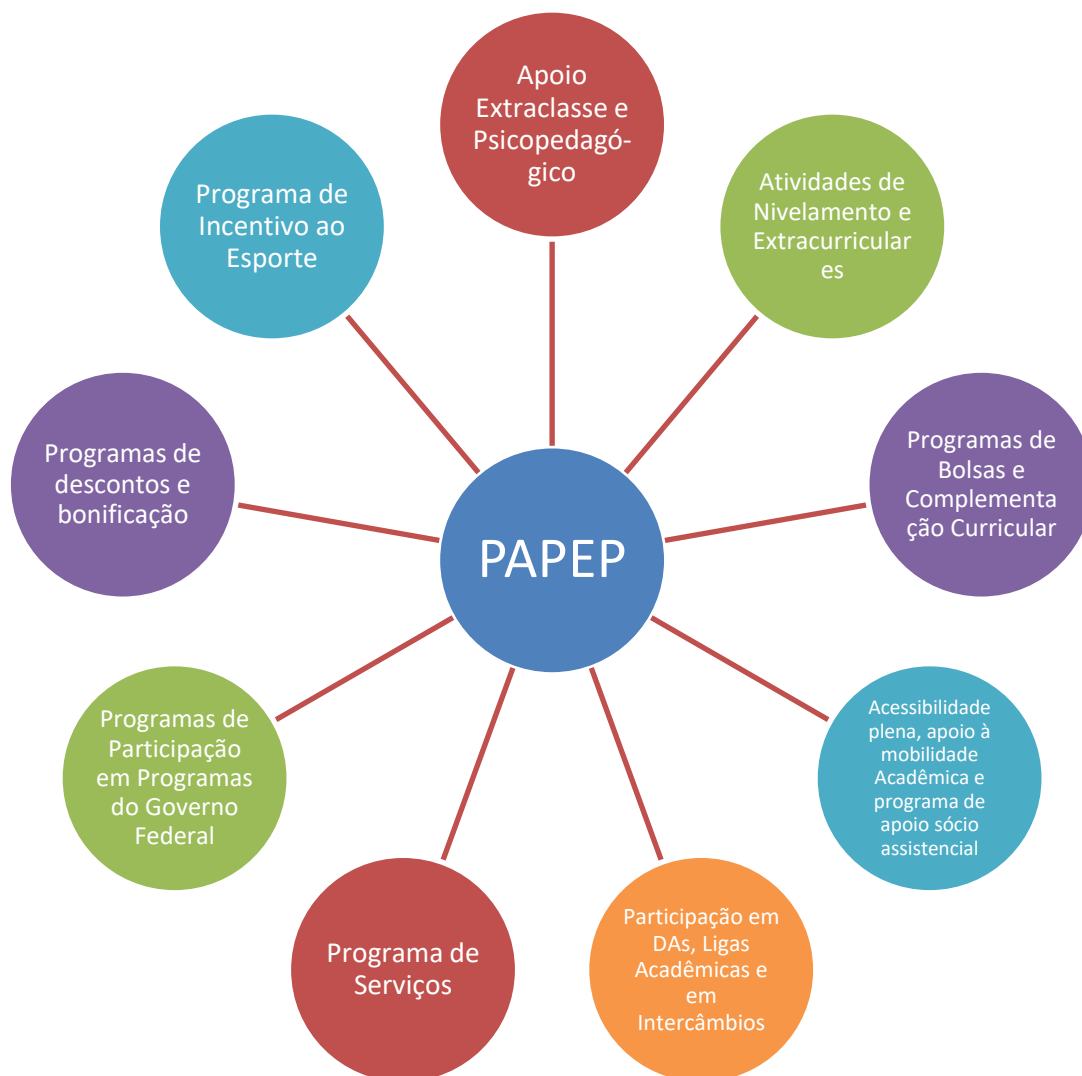 Apoio
Extraclasse e
Psicopedagó-
gico
Atividades de
Nivelamento e
Extracurricular
es
Programas de
Bolsas e
Complementa
ção Curricular
Acessibilidade
plena, apoio à
mobilidade
Acadêmica e
programa de
apoio sócio
assistencial
Participação em
DAs, Ligas
Acadêmicas e
em
Intercâmbios
Programa de
Serviços
Programas de
Participação
em Programas
do Governo
Federal
Programas de
descontos e
bonificação
Programa de
Incentivo ao
Esporte
PAPEP